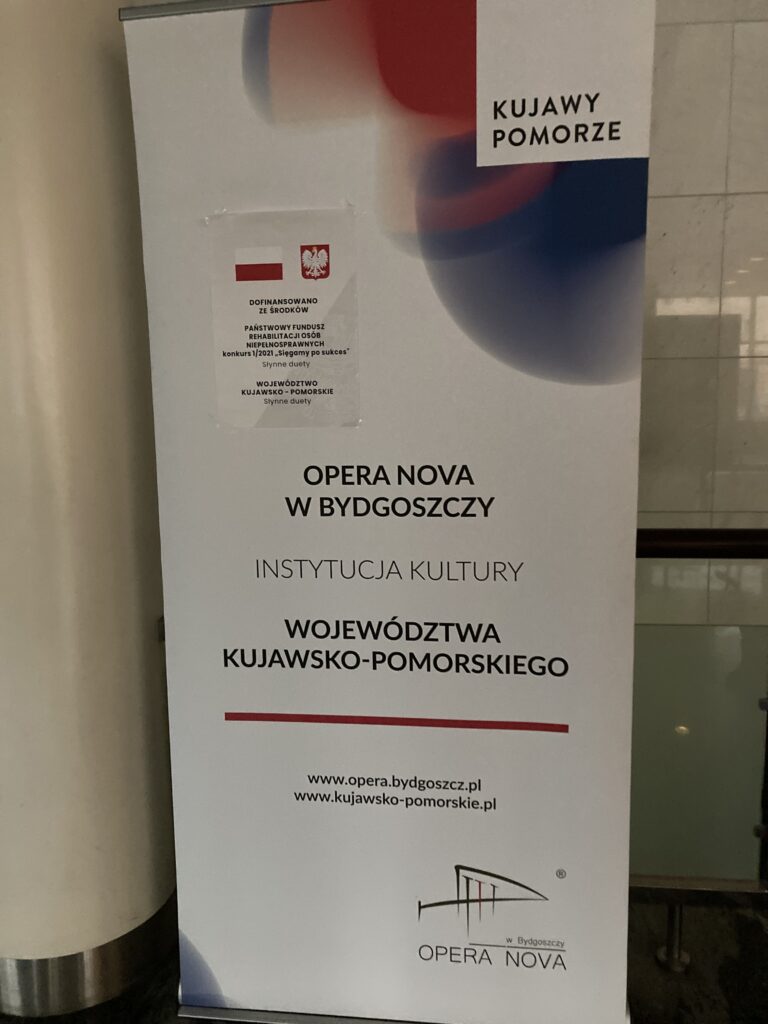 KUJAWY
POMORZE
DOFINANSOWANO
ZE ŚRODKÓW
PAŃSTWOWY FUNDUSZ
REHABILITACJI OSÓB
NIEPEŁNOSPRAWNYCH
konkurs 1/2021 „Sięgamy po sukces"
Słynne duety
WOJEWÓDZTWO
KUJAWSKO - POMORSKIE
Słynne duety
OPERA NOVA
W BYDGOSZCZY
INSTYTUCJA KULTURY
WOJEWÓDZTWA
KUJAWSKO-POMORSKIEGO
www.opera.bydgoszcz.pl
www.kujawsko-pomorskie.pl
®
w Bydgoszczy
OPERA NOVA